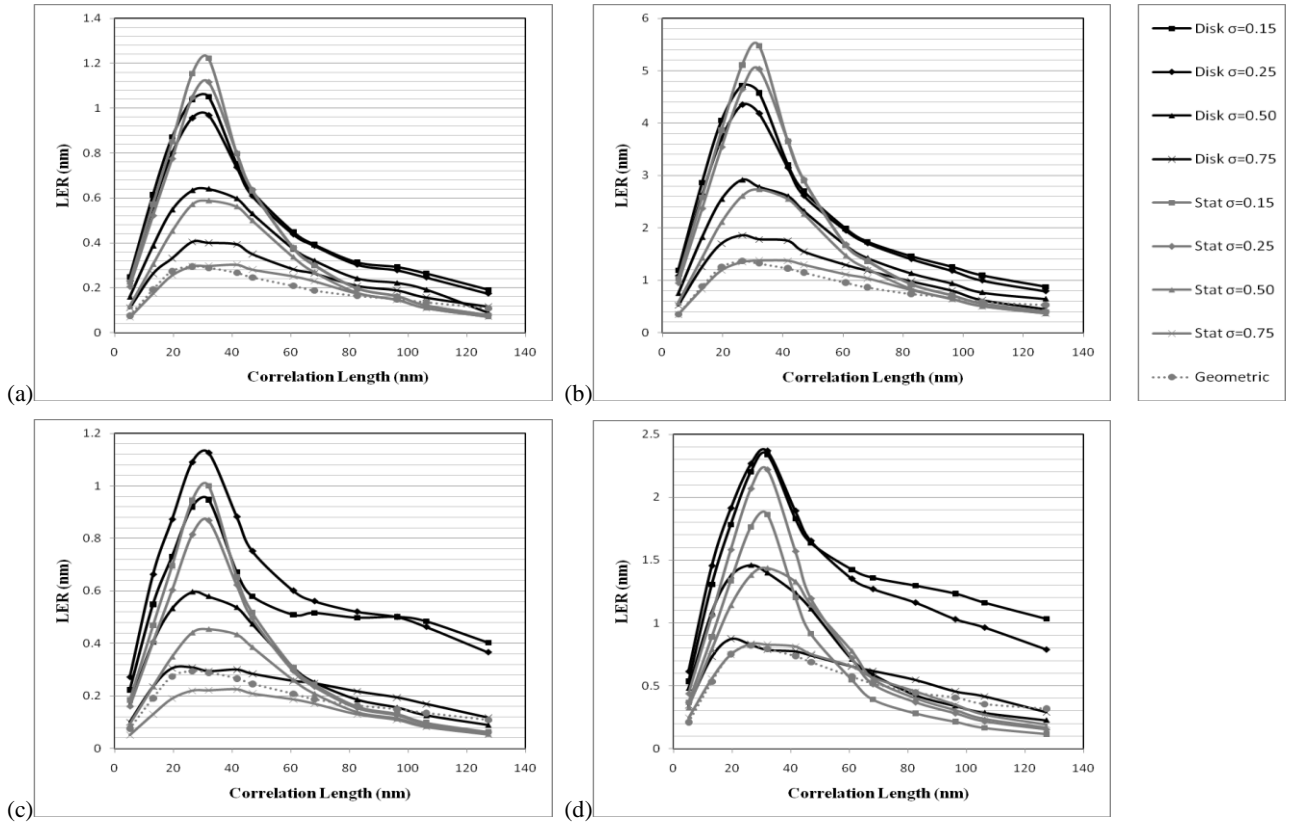 1.4
1.2
1
0.8
0.6
0.4
0.2
0
LER (nm)
0 20 40 60 80 100 120 140
Correlation Length (nm)
(a)
6
5
4
3
2
1
0
LER (nm)
0 20 40 60 80 100 120 140
Correlation Length (nm)
(b)
Disk σ=0.15
Disk σ=0.25
Disk σ=0.50
Disk σ=0.75
Stat σ=0.15
Stat σ=0.25
Stat σ=0.50
Stat σ=0.75
Geometric
1.2
1
0.8
0.6
0.4
0.2
0
LER (nm)
0 20 40 60 80 100 120 140
Correlation Length (nm)
(c)
2.5
2
1.5
1
0.5
0
LER (nm)
0 20 40 60 80 100 120 140
Correlation Length (nm)
(d)